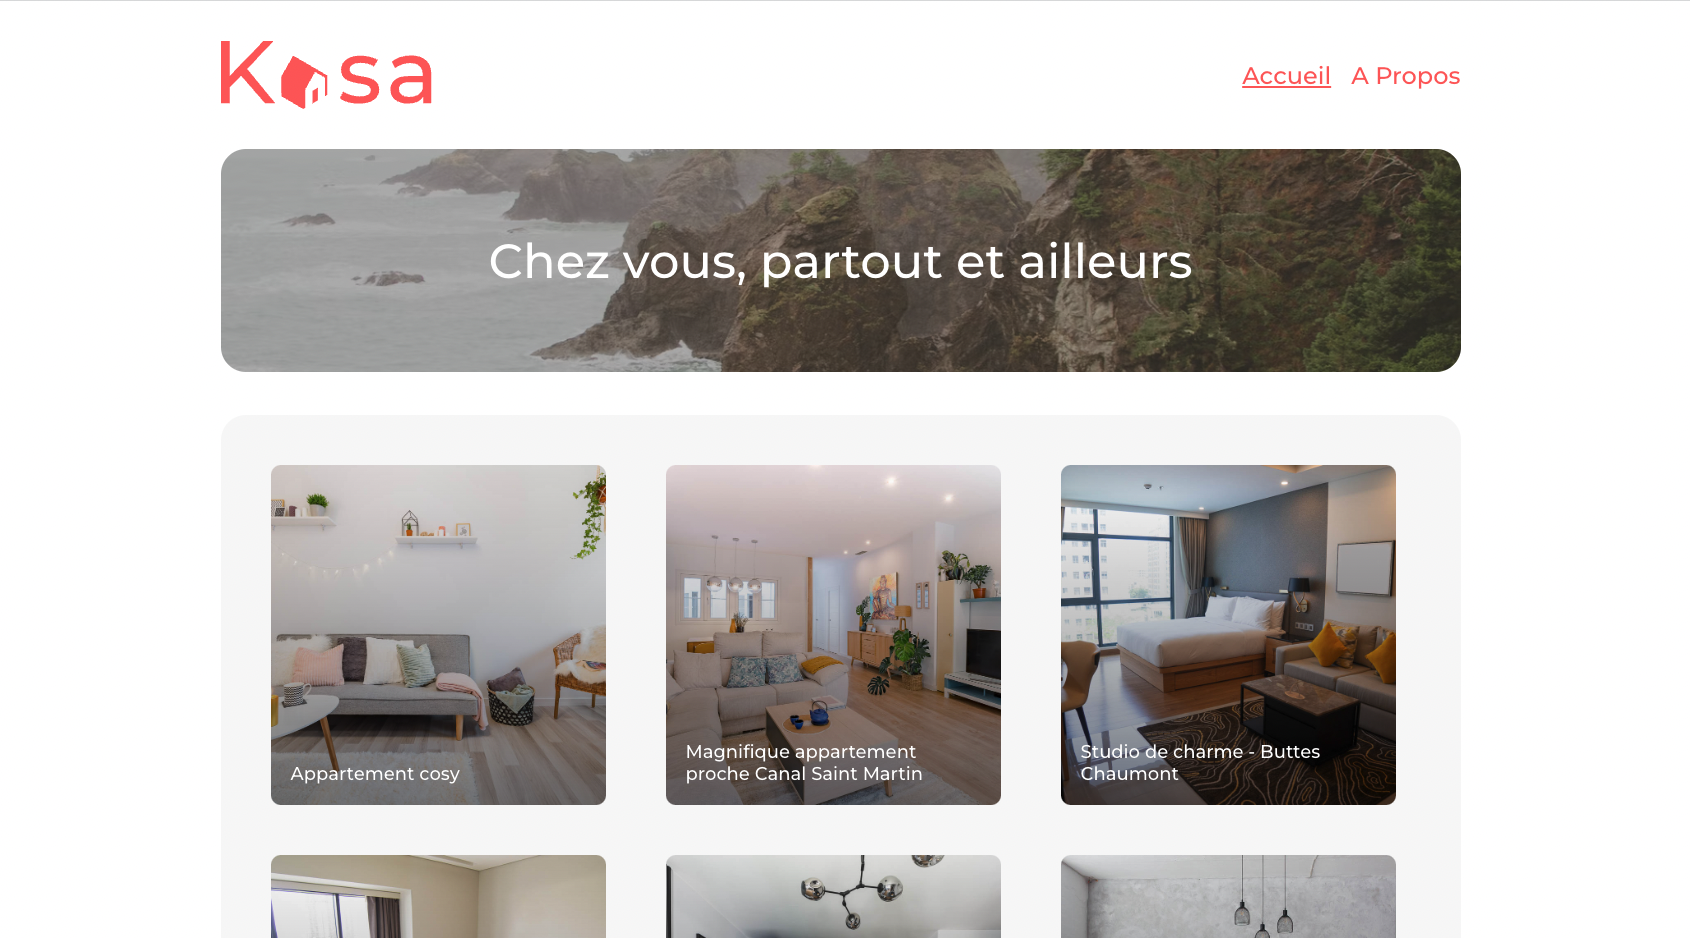 Kasa
Accueil A Propos
Chez vous, partout et ailleurs
Appartement cosy
Magnifique appartement
proche Canal Saint Martin
Studio de charme - Buttes
Chaumont